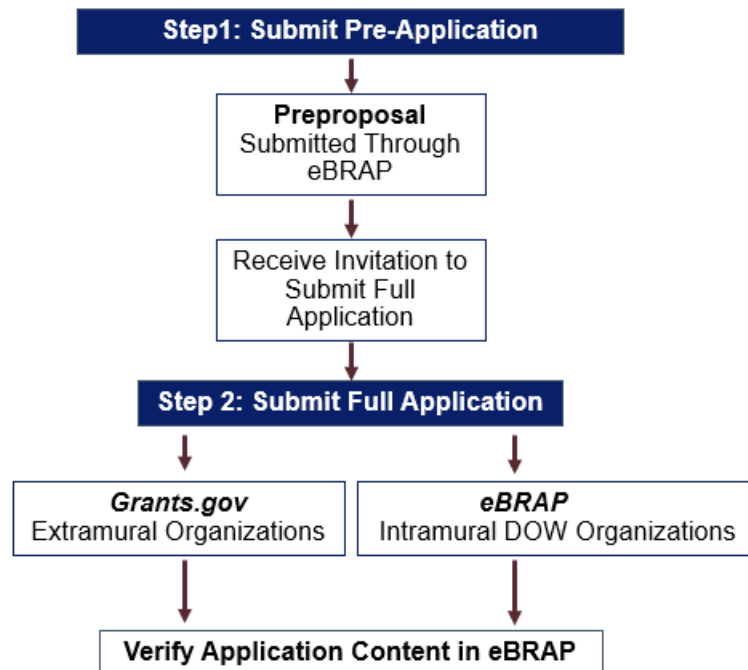 Step1: Submit Pre-Application
Preproposal
Submitted Through
eBRAP
Receive Invitation to
Submit Full
Application
Step 2: Submit Full Application
Grants.gov
Extramural Organizations
eBRAP
Intramural DOW Organizations
Verify Application Content in eBRAP